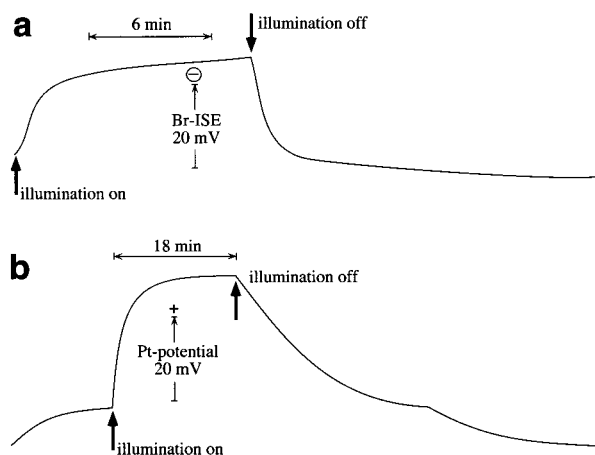 a
6 min
illumination off
⊖
Br-ISE
20 mV
illumination on
b
18 min
illumination off
+
Pt-potential
20 mV
illumination on